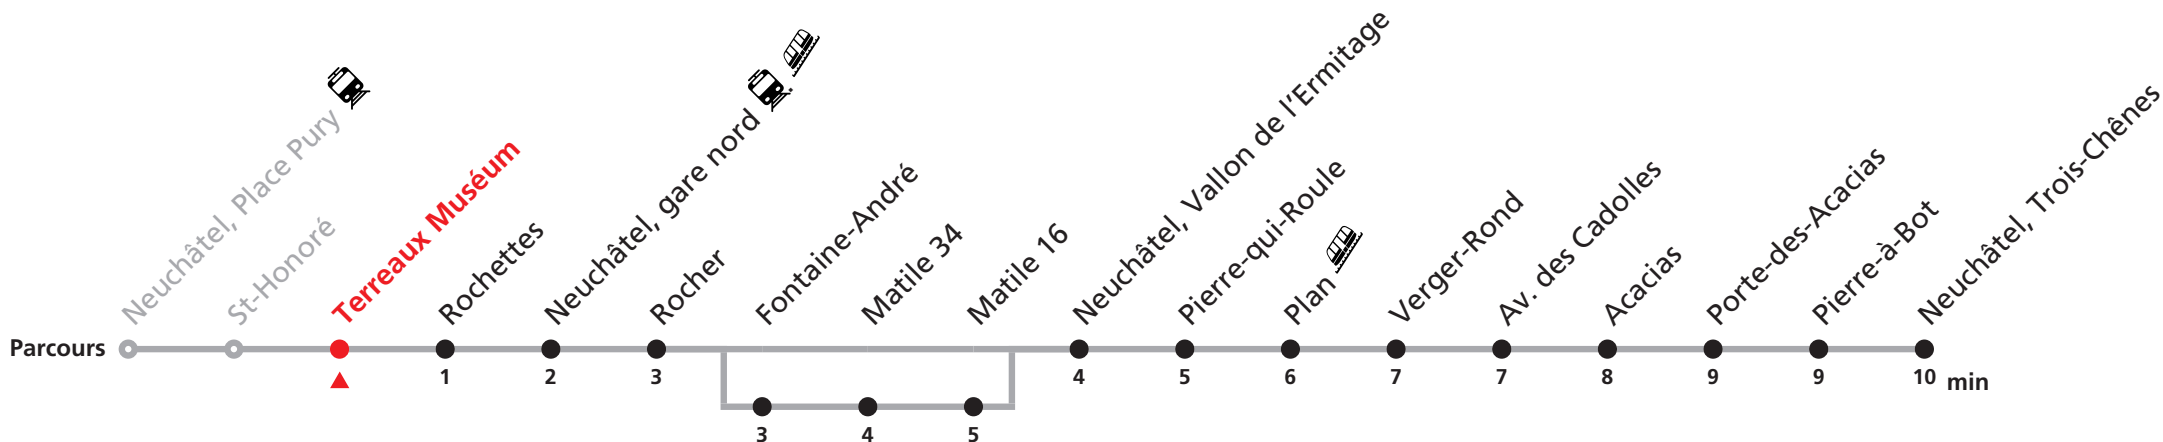 Neuchâtel, Place Pury
St-Honoré
Terreaux Muséum
Rochettes
Neuchâtel, gare nord
Rocher
Fontaine-André
Matile 34
Matile 16
Neuchâtel, Vallon de l'Ermitage
Pierre-qui-Roule
Plan
Verger-Rond
Av. des Cadolles
Acacias
Porte-des-Acacias
Pierre-à-Bot
Neuchâtel, Trois-Chênes
Parcours
1 2 3 4 5 6 7 7 8 9 9 10 min
3 4 5